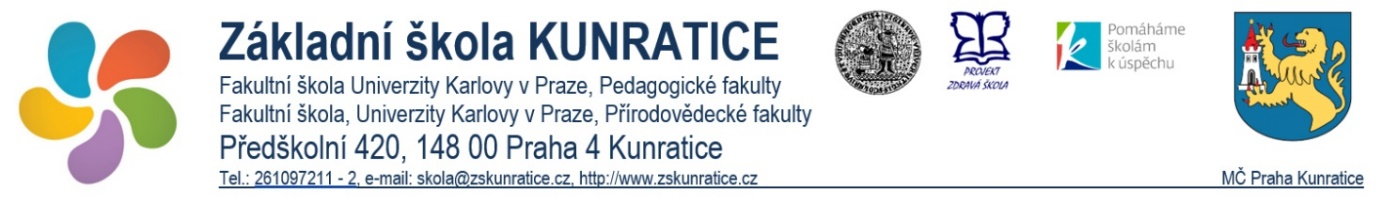 Základní škola KUNRATICE
Fakultní škola Univerzity Karlovy v Praze, Pedagogické fakulty
Fakultní škola, Univerzity Karlovy v Praze, Přírodovědecké fakulty
Předškolní 420, 148 00 Praha 4 Kunratice
Tel.: 261097211 - 2, e-mail: skola@zskunratice.cz, http://www.zskunratice.cz
PROJEKT
ZDRAVÁ ŠKOLA
Pomáháme
školám
k úspěchu
MČ Praha Kunratice